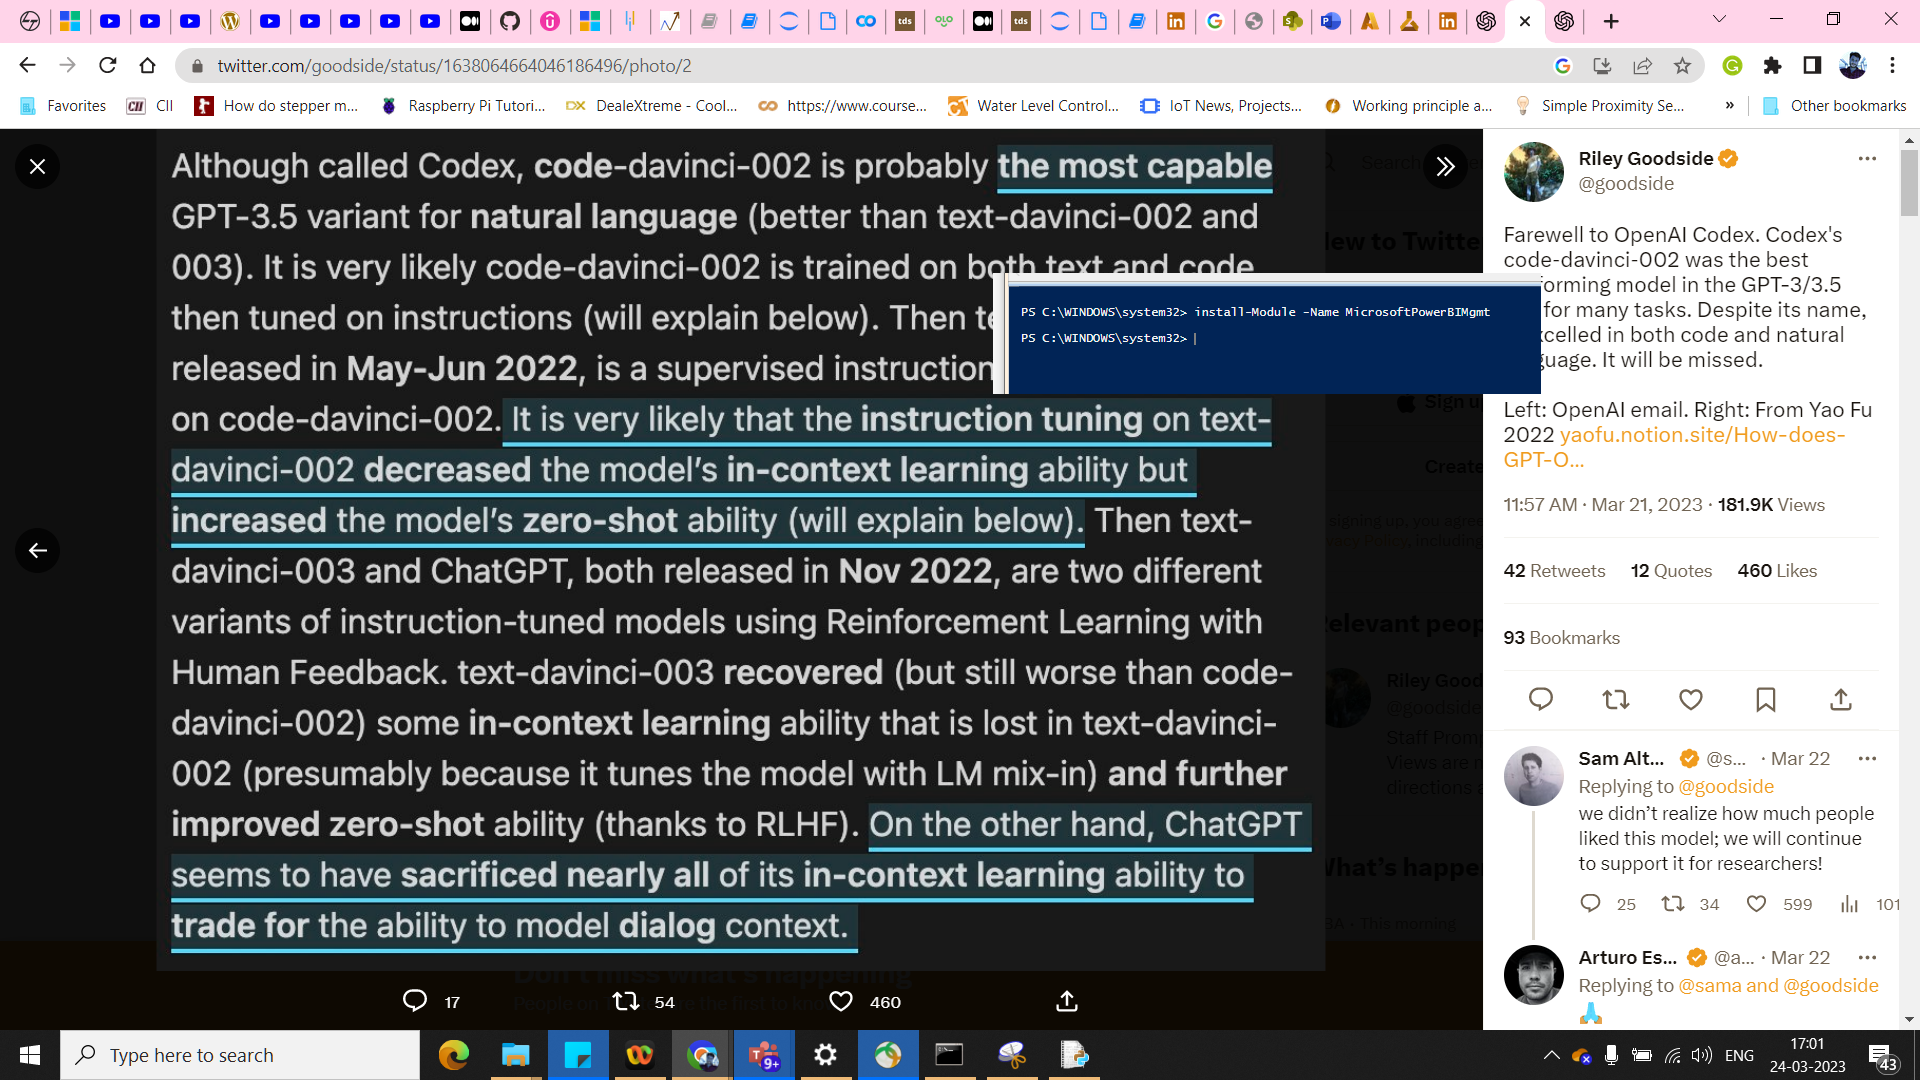 twitter.com/goodside/status/1638064664046186496/photo/2
Favorites
CII
How do stepper m...
Raspberry Pi Tutori...
DealeXtreme - Cool...
https://www.course...
Water Level Control...
IoT News, Projects...
Working principle a...
Simple Proximity Se...
»
Other bookmarks
Although called Codex, code-davinci-002 is probably the most capable
GPT-3.5 variant for natural language (better than text-davinci-002 and
003). It is very likely code-davinci-002 is trained on both text and code
then tuned on instructions (will explain below). Then te
released in May-Jun 2022, is a supervised instruction
on code-davinci-002. It is very likely that the instruction tuning on text-
davinci-002 decreased the model's in-context learning ability but
increased the model's zero-shot ability (will explain below). Then text-
davinci-003 and ChatGPT, both released in Nov 2022, are two different
variants of instruction-tuned models using Reinforcement Learning with
Human Feedback. text-davinci-003 recovered (but still worse than code-
davinci-002) some in-context learning ability that is lost in text-davinci-
002 (presumably because it tunes the model with LM mix-in) and further
improved zero-shot ability (thanks to RLHF). On the other hand, ChatGPT
seems to have sacrificed nearly all of its in-context learning ability to
trade for the ability to model dialog context.
PS C:\WINDOWS\system32> install-Module -Name MicrosoftPowerBIMgmt
PS C:\WINDOWS\system32>
17
54
460
Riley Goodside
@goodside
Farewell to OpenAI Codex. Codex's
code-davinci-002 was the best
forming model in the GPT-3/3.5
for many tasks. Despite its name,
xcelled in both code and natural
guage. It will be missed.
Left: OpenAI email. Right: From Yao Fu
2022 yaofu.notion.site/How-does-
GPT-O...
11:57 AM · Mar 21, 2023 · 181.9K Views
42 Retweets 12 Quotes 460 Likes
93 Bookmarks
Sam Alt... @s... · Mar 22
Replying to @goodside
we didn't realize how much people
liked this model; we will continue
to support it for researchers!
25 34 599 101
Arturo Es... @a... · Mar 22
Replying to @sama and @goodside
Type here to search
9+
ENG
17:01
24-03-2023
43